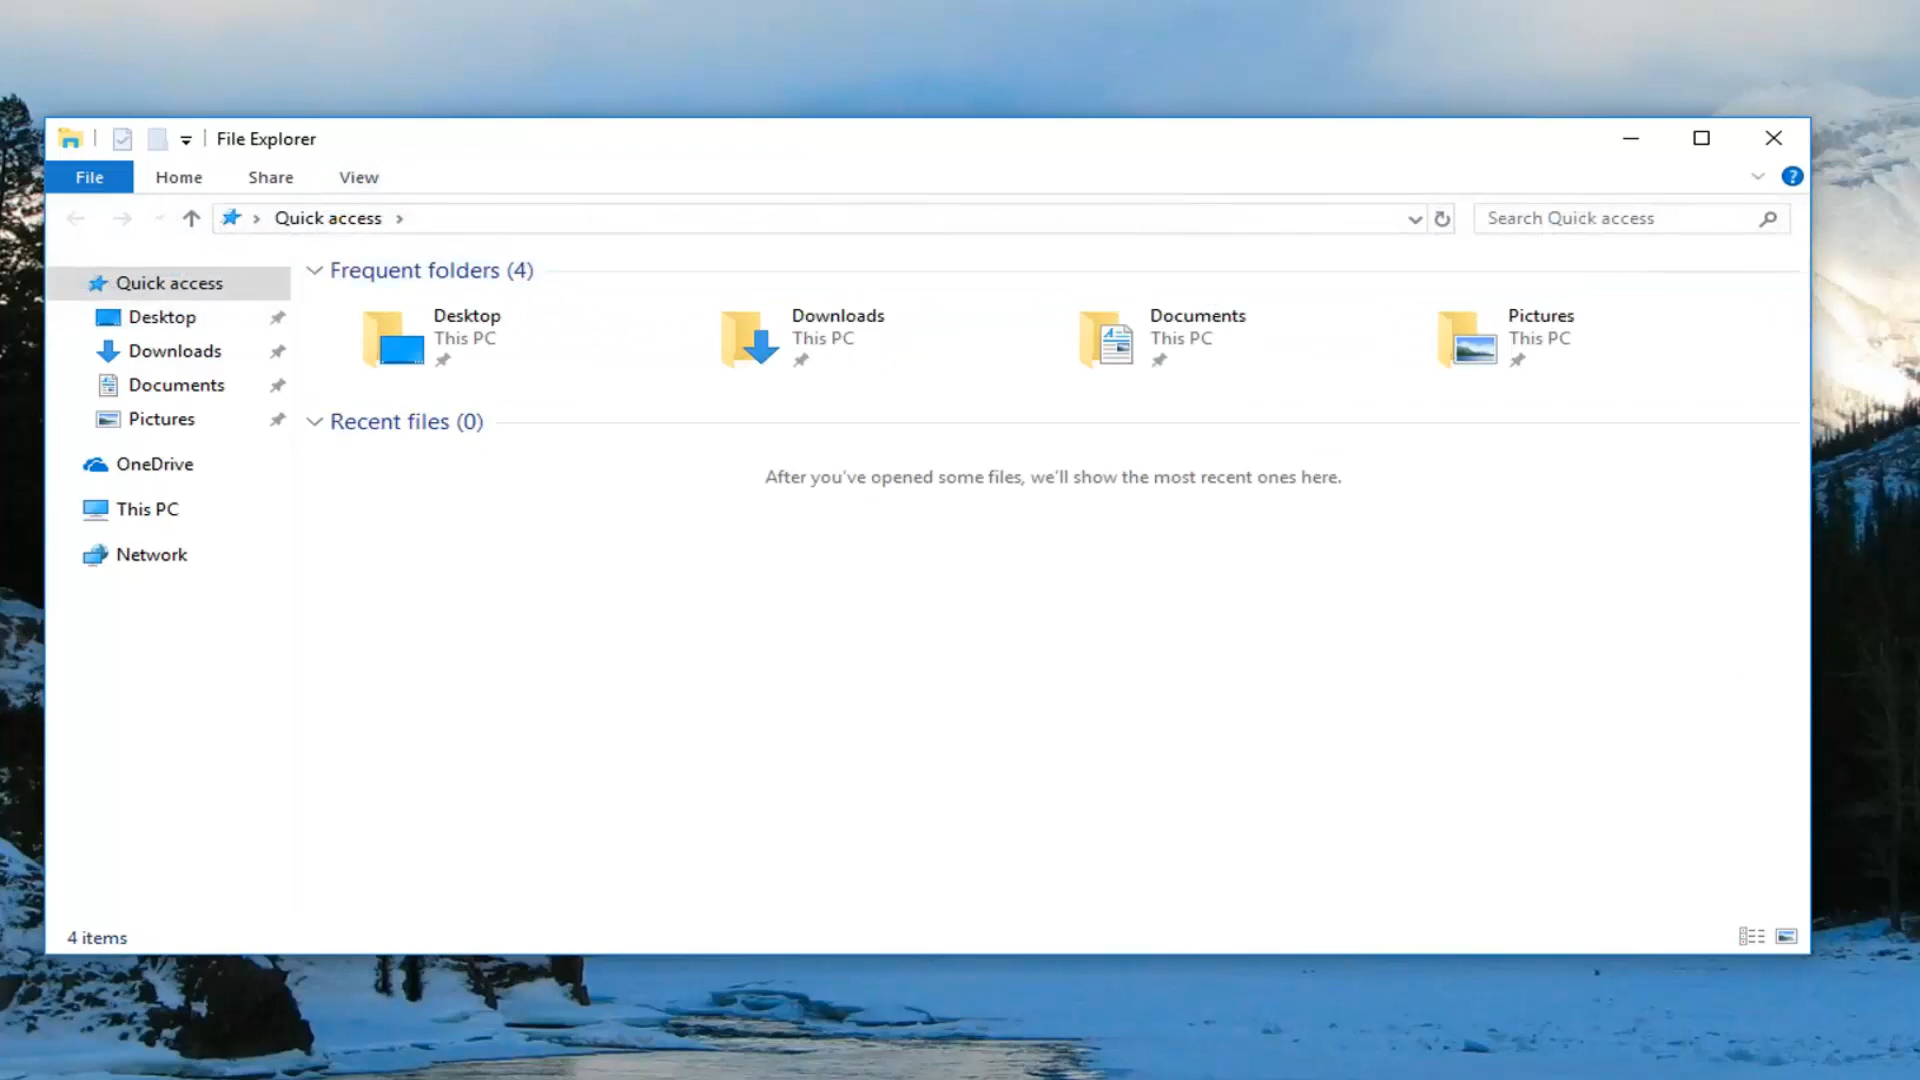 File Explorer
File Home Share View
?
Quick access
Search Quick access
Quick access
Desktop
Downloads
Documents
Pictures
OneDrive
This PC
Network
Frequent folders (4)
Desktop
This PC
Downloads
This PC
Documents
This PC
Pictures
This PC
Recent files (0)
After you've opened some files, we'll show the most recent ones here.
4 items